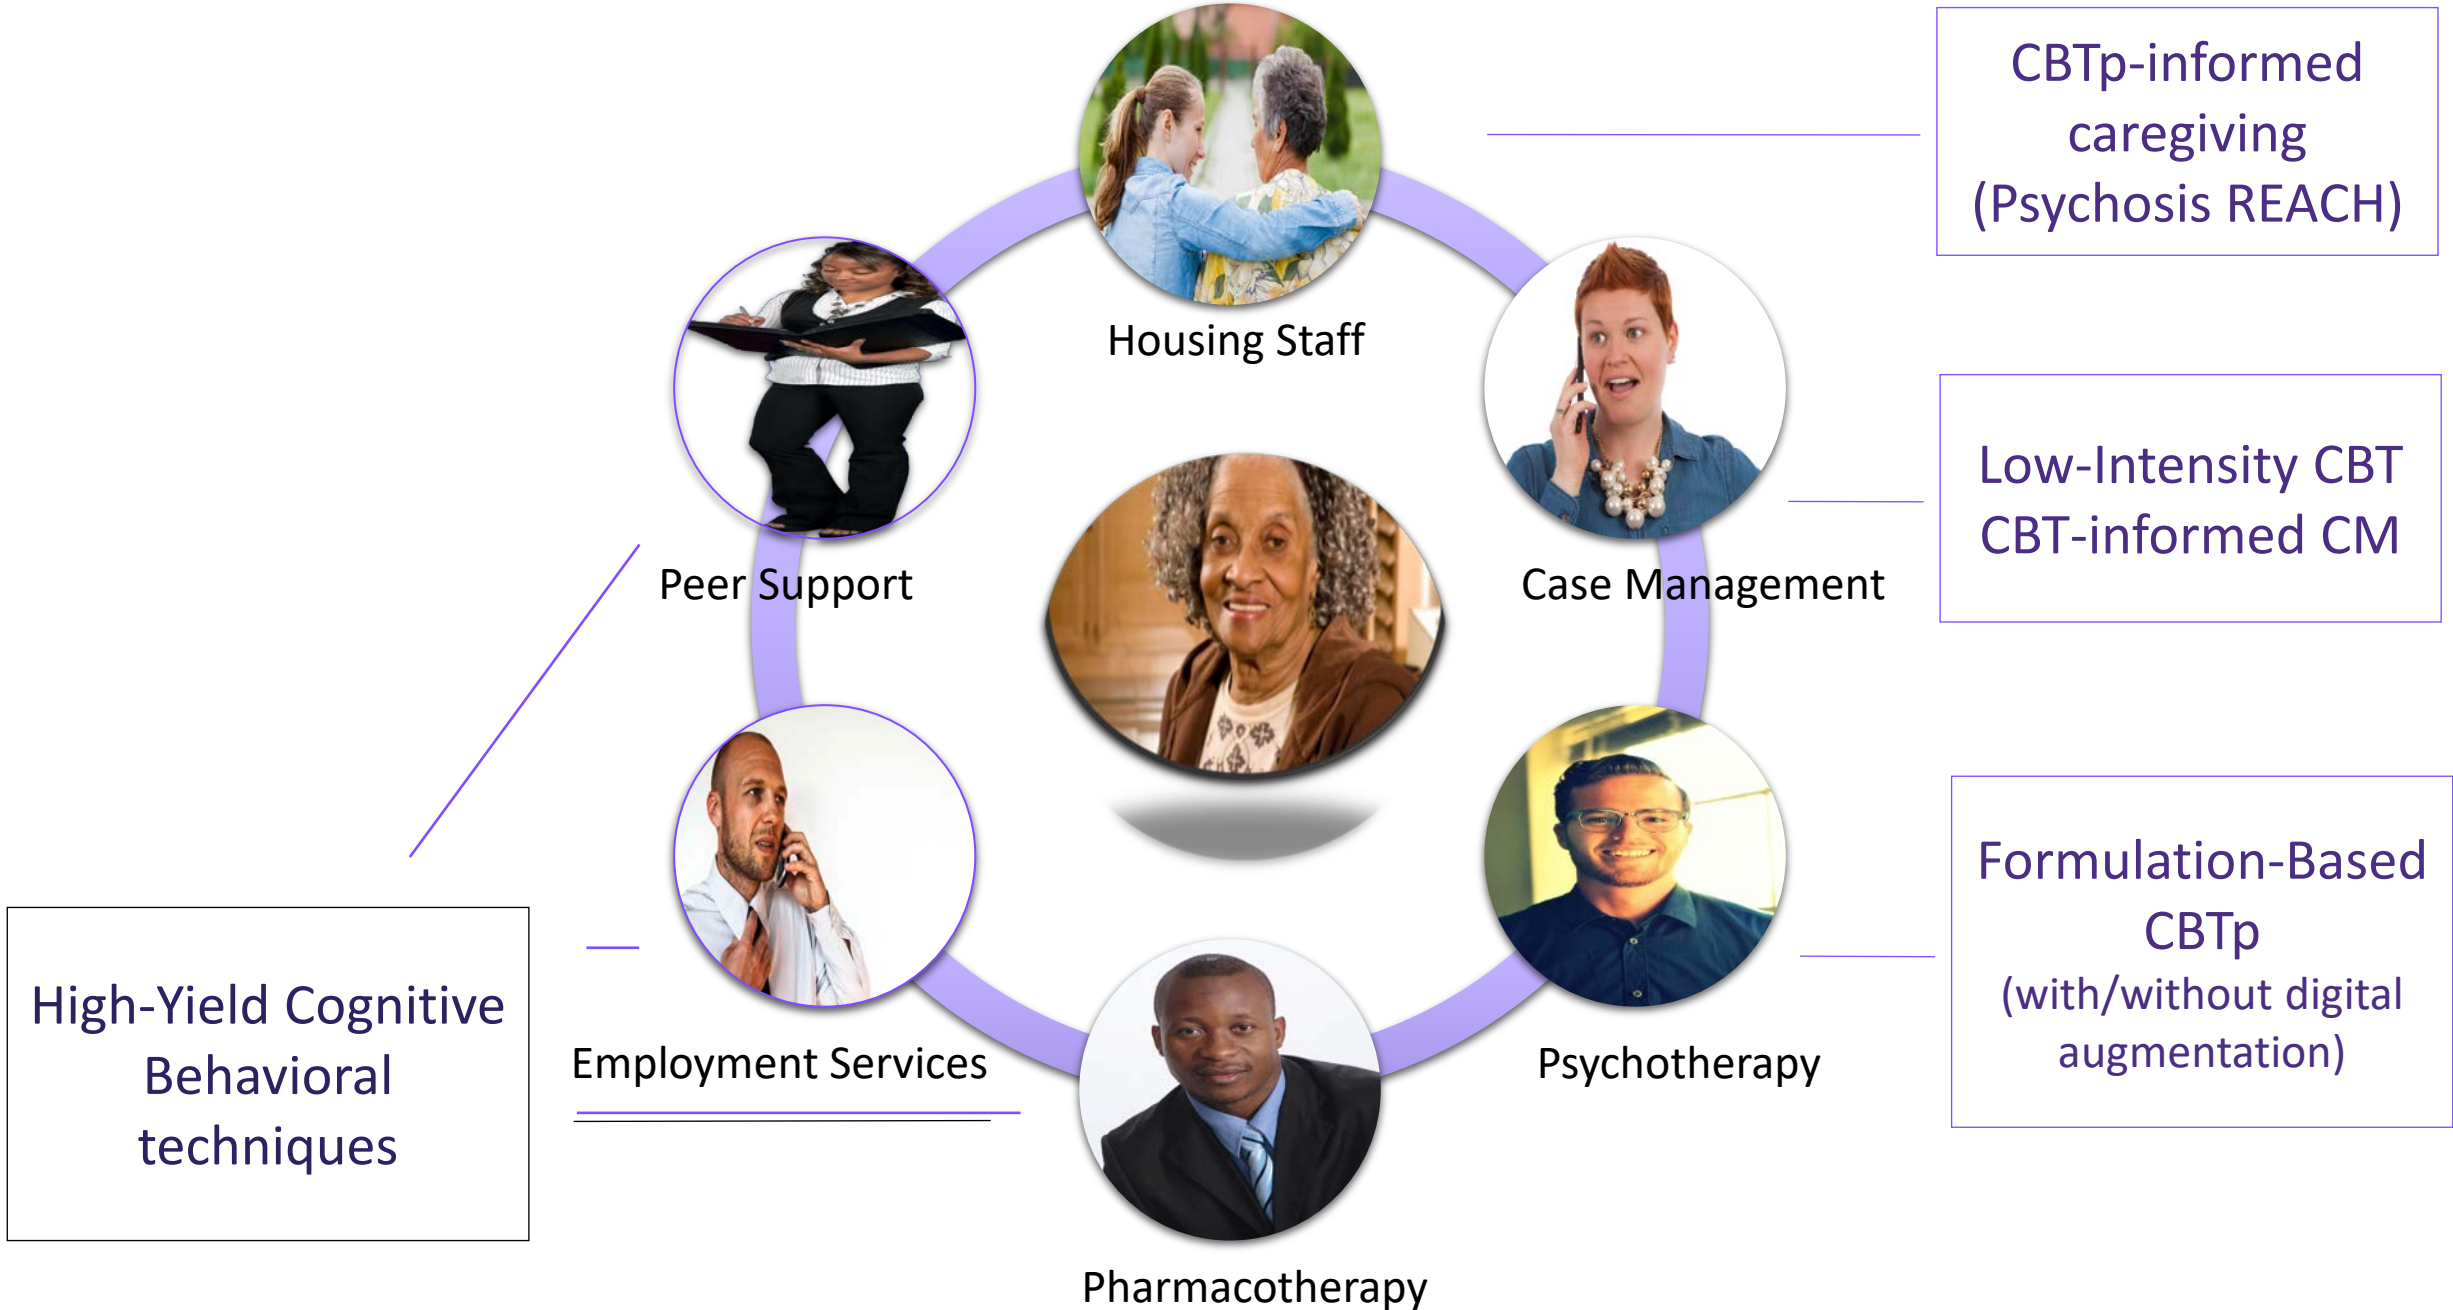 CBTp-informed
caregiving
(Psychosis REACH)
Housing Staff
Low-Intensity CBT
CBT-informed CM
Peer Support
Case Management
Formulation-Based
CBTp
(with/without digital
augmentation)
High-Yield Cognitive
Behavioral
techniques
Employment Services
Psychotherapy
Pharmacotherapy